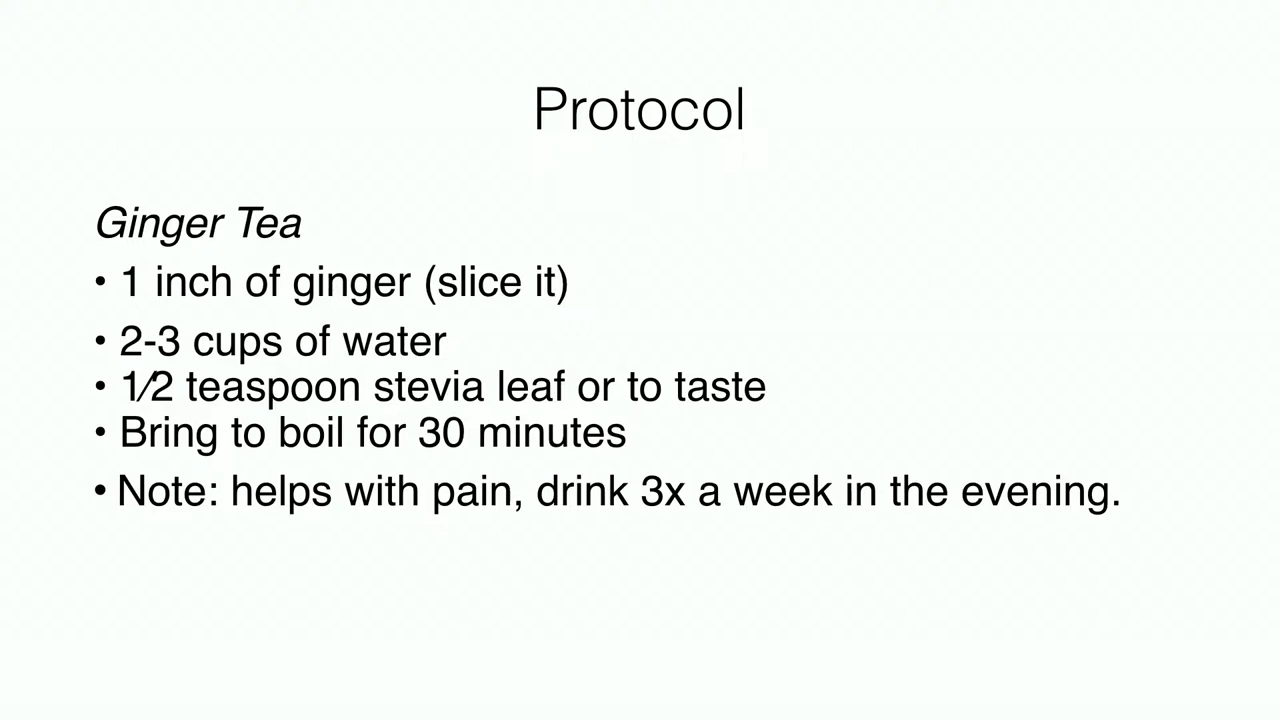 Protocol
Ginger Tea
• 1 inch of ginger (slice it)
• 2-3 cups of water
• 1⁄2 teaspoon stevia leaf or to taste
• Bring to boil for 30 minutes
• Note: helps with pain, drink 3x a week in the evening.